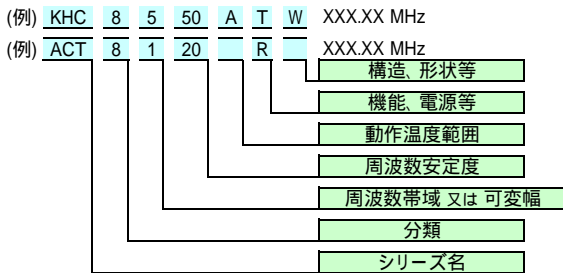 (例) KHC 8 5 50 A T W XXX.XX MHz
(例) ACT 8 1 20 R XXX.XX MHz
構造、形状等
機能、電源等
動作温度範囲
周波数安定度
周波数帯域 又は 可変幅
分類
シリーズ名